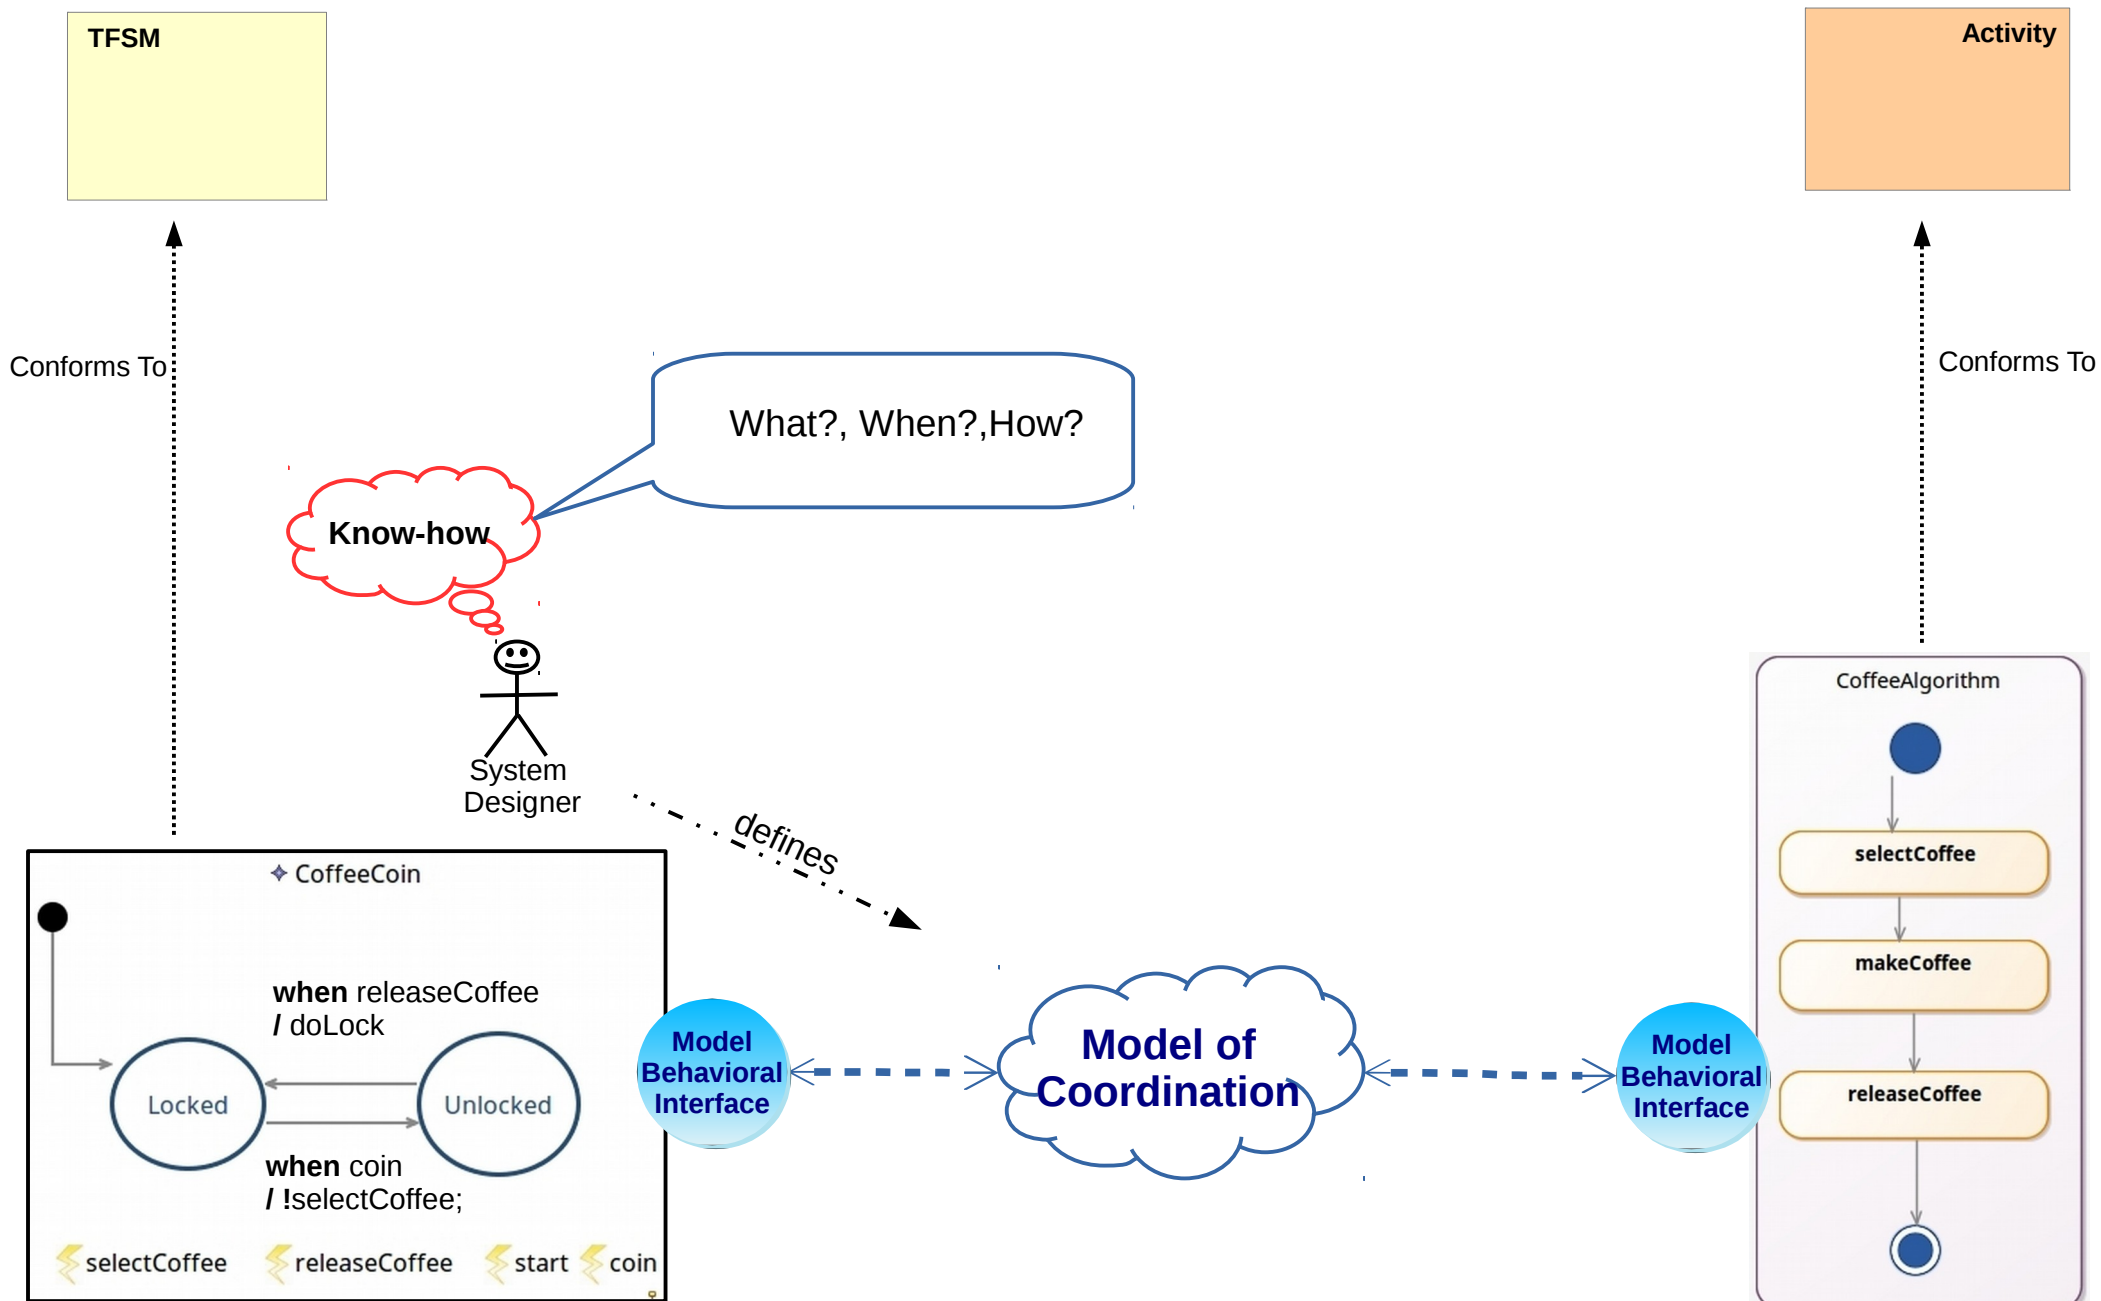 TFSM
Activity
Conforms To
Conforms To
What?, When?,How?
Know-how
System
Designer
defines
CoffeeCoin
when releaseCoffee
/ doLock
Locked
Unlocked
when coin
/ !selectCoffee;
selectCoffee
releaseCoffee
start
coin
Model
Behavioral
Interface
Model of
Coordination
Model
Behavioral
Interface
CoffeeAlgorithm
selectCoffee
makeCoffee
releaseCoffee